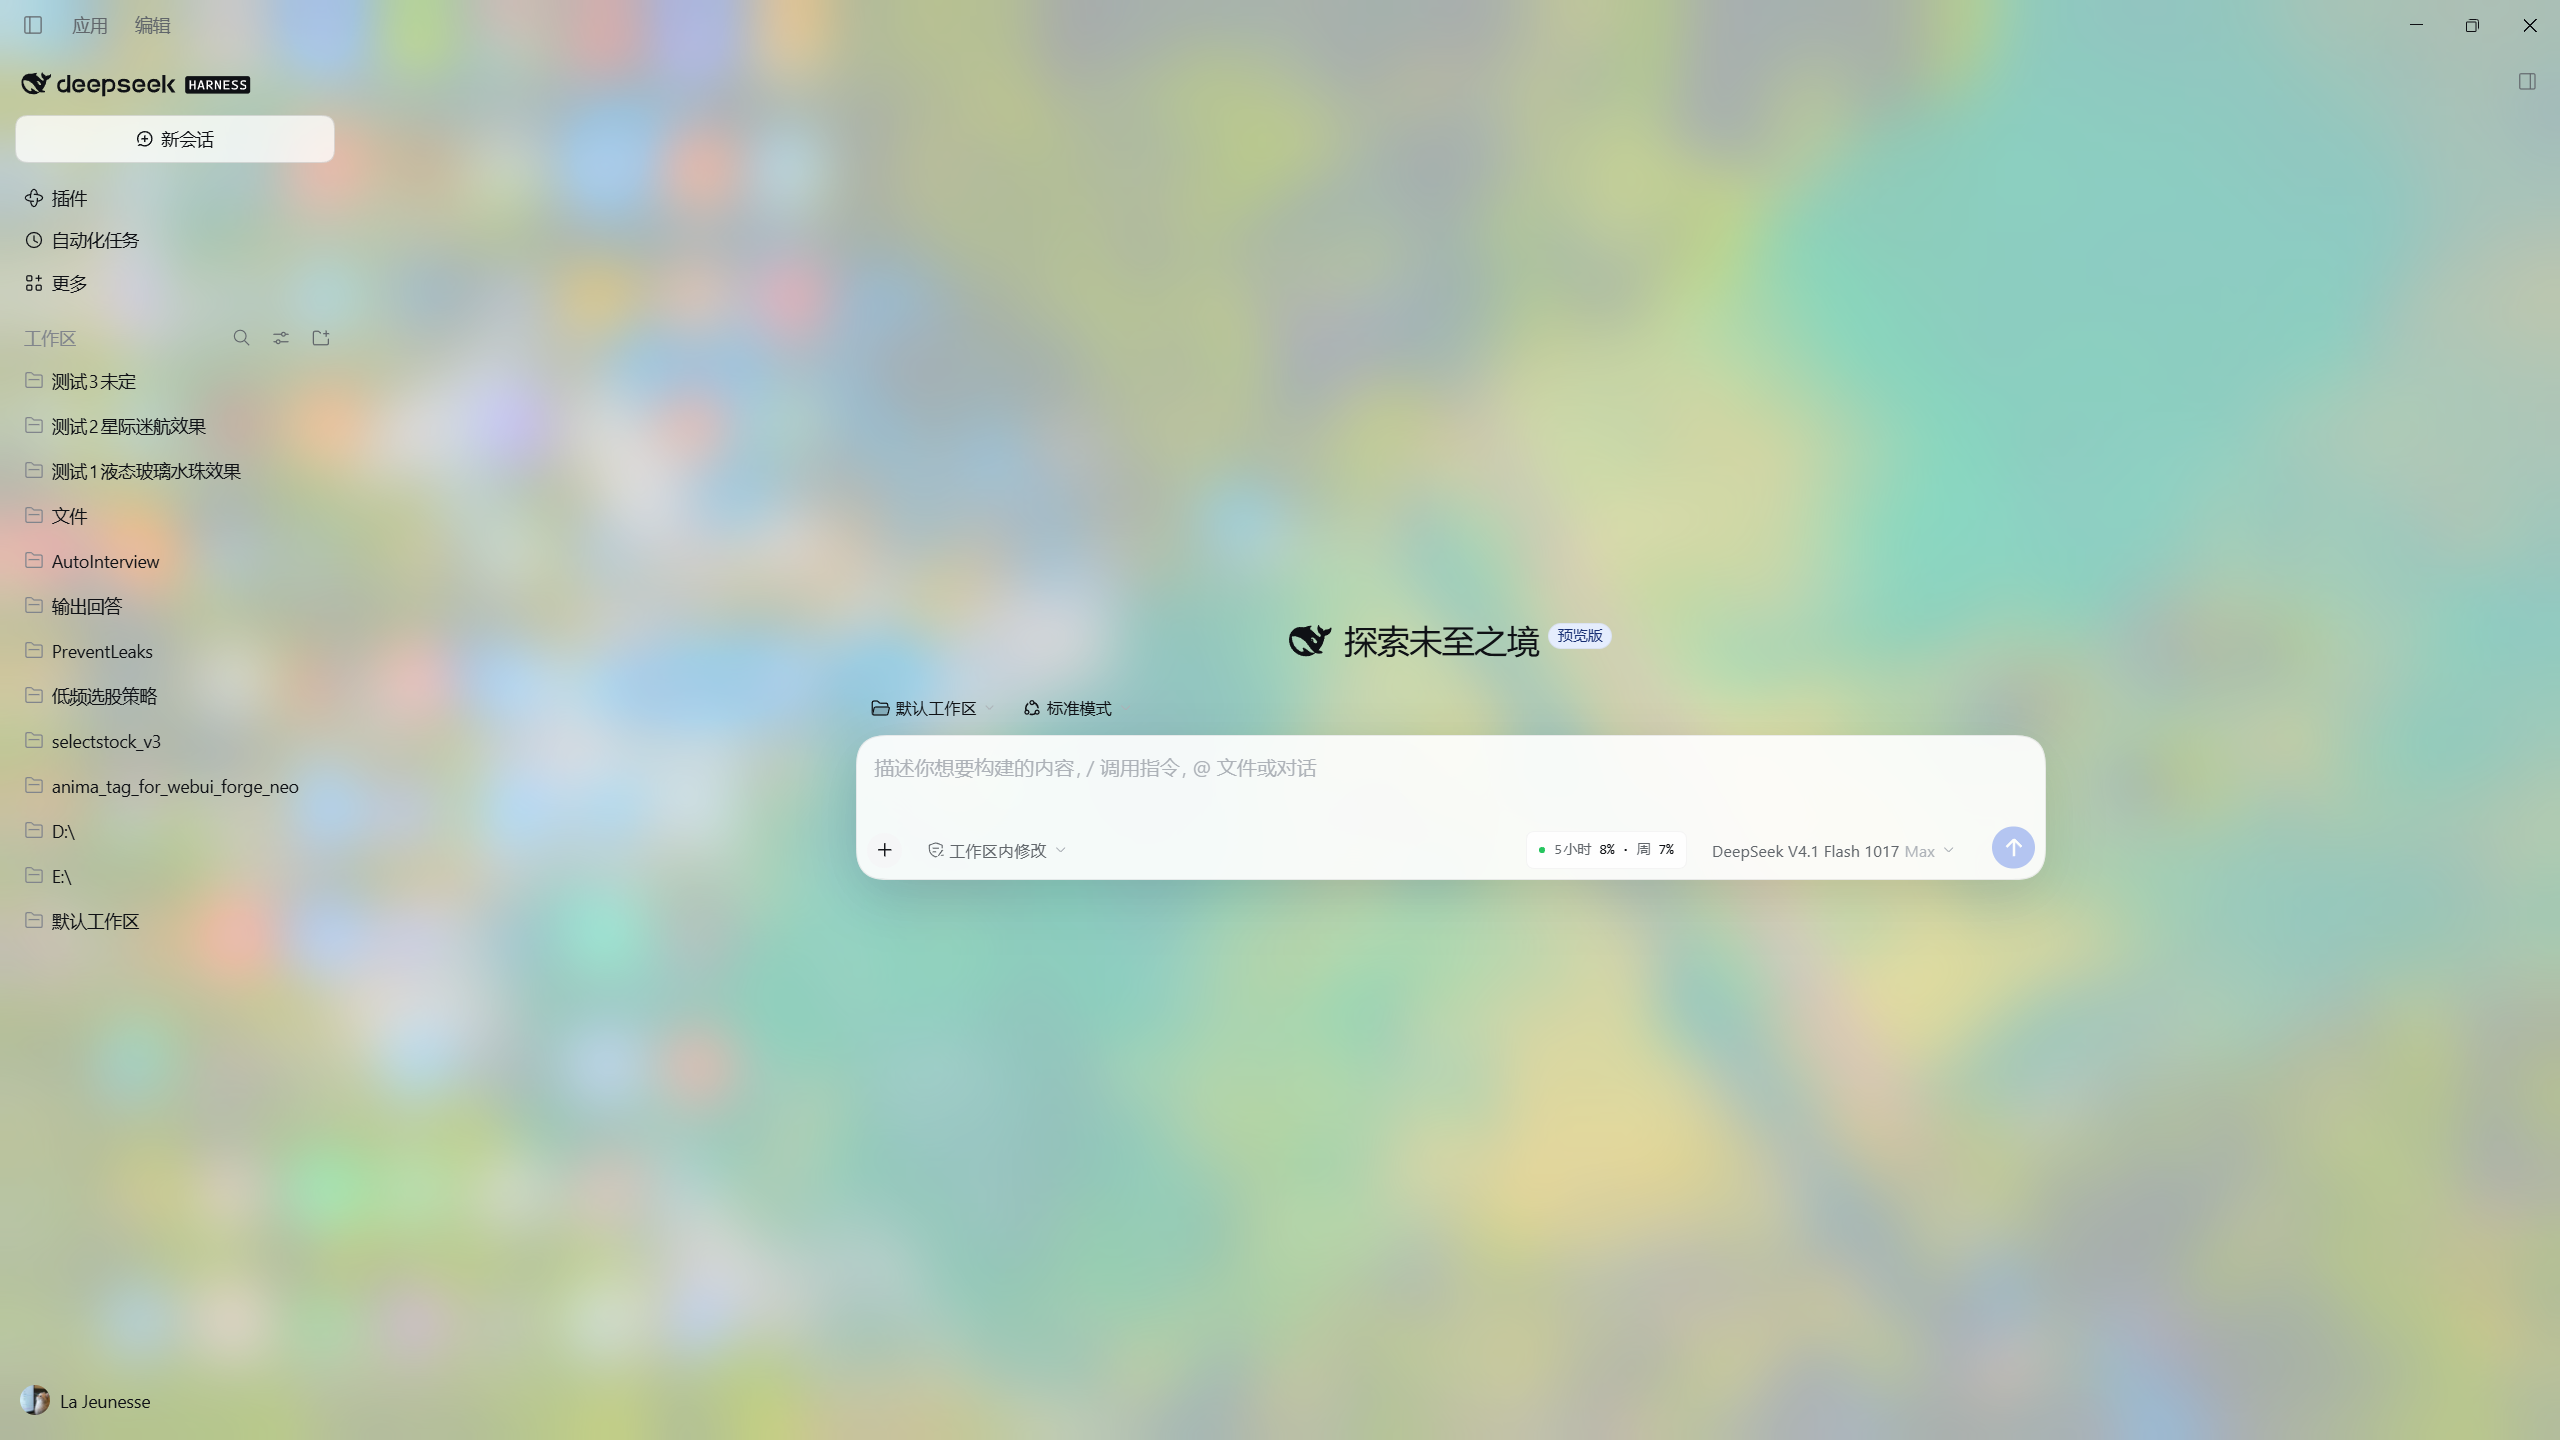 应用 编辑
deepseek HARNESS
新会话
插件
自动化任务
更多
工作区
测试3未定
测试2星际迷航效果
测试1液态玻璃水珠效果
文件
AutoInterview
输出回答
PreventLeaks
低频选股策略
selectstock_v3
anima_tag_for_webui_forge_neo
D:\
E:\
默认工作区
La Jeunesse
探索未至之境 预览版
默认工作区 标准模式
描述你想要构建的内容, / 调用指令, @ 文件或对话
工作区内修改 5小时 8% · 周 7% DeepSeek V4.1 Flash 1017 Max